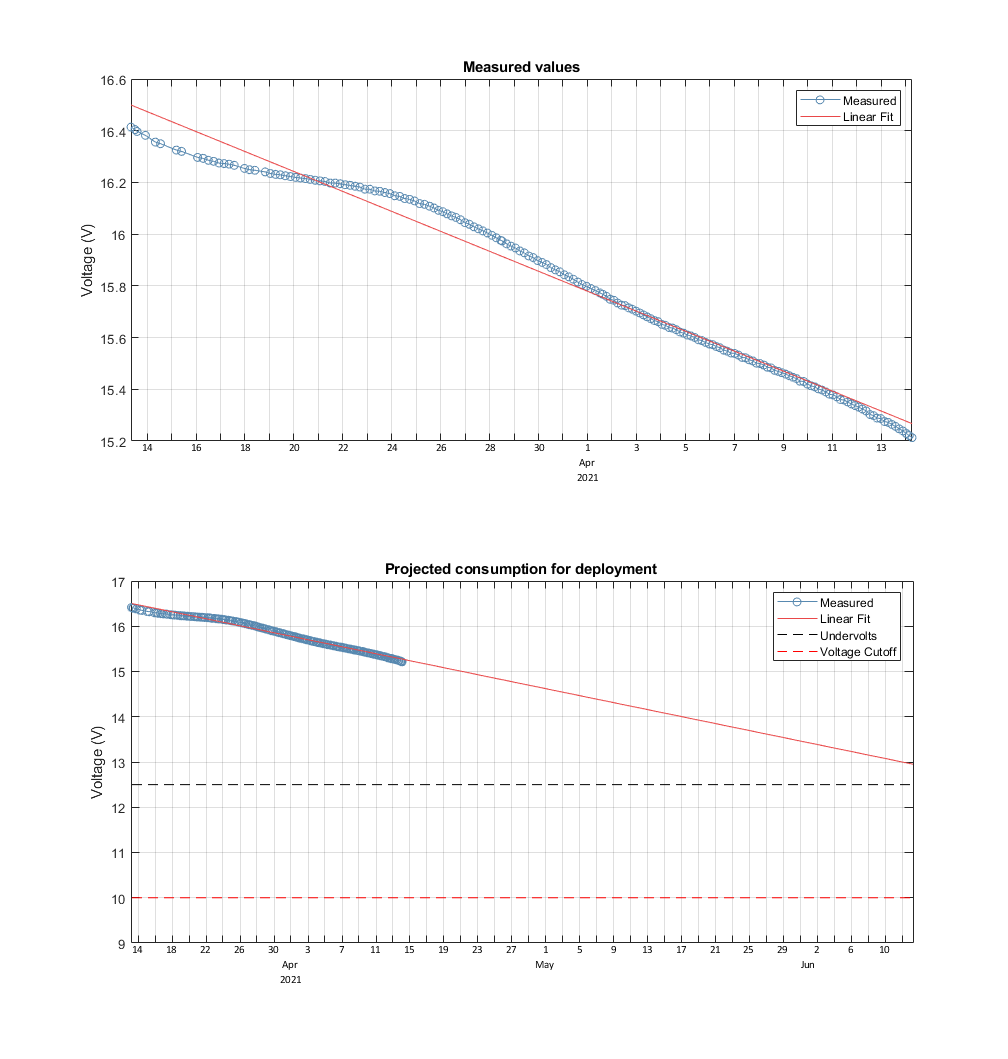 Measured values
16.6
16.4
16.2
16
15.8
15.6
15.4
15.2
Voltage (V)
Measured
Linear Fit
14 16 18 20 22 24 26 28 30 1 3 5 7 9 11 13
Apr
2021
Projected consumption for deployment
17
16
15
14
13
12
11
10
9
Voltage (V)
Measured
Linear Fit
Undervolts
Voltage Cutoff
14 18 22 26 30 3 7 11 15 19 23 27 1 5 9 13 17 21 25 29 2 6 10
Apr May Jun
2021